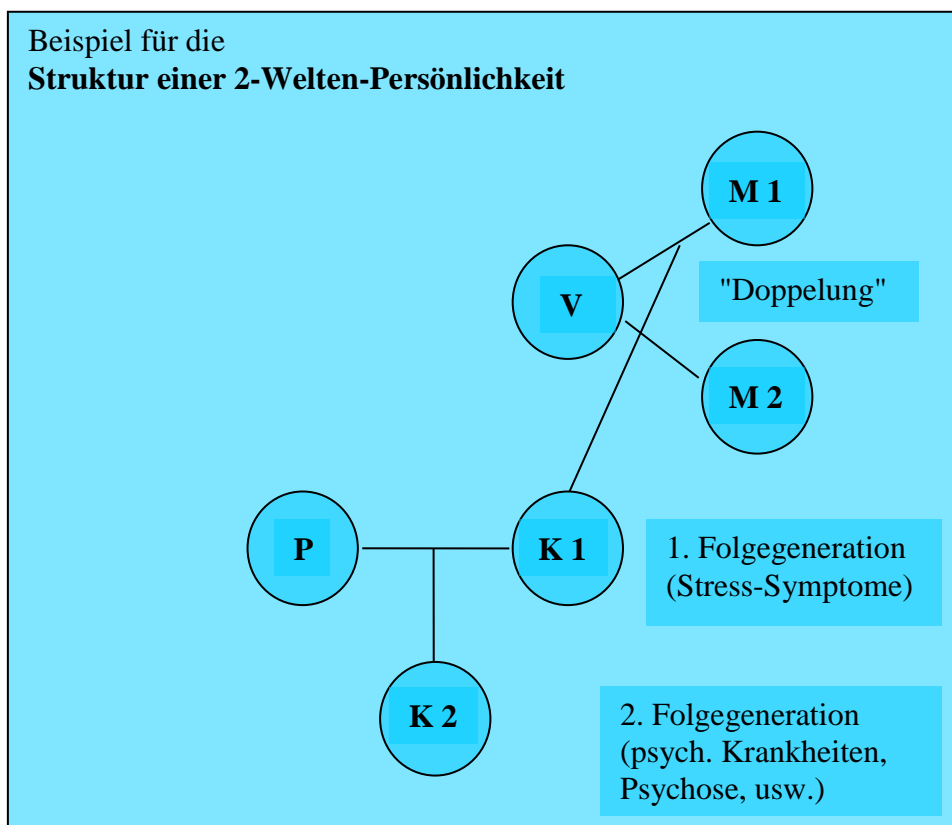 Beispiel für die
Struktur einer 2-Welten-Persönlichkeit
M 1
V
"Doppelung"
M 2
P
K 1
1. Folgegeneration
(Stress-Symptome)
K 2
2. Folgegeneration
(psych. Krankheiten,
Psychose, usw.)